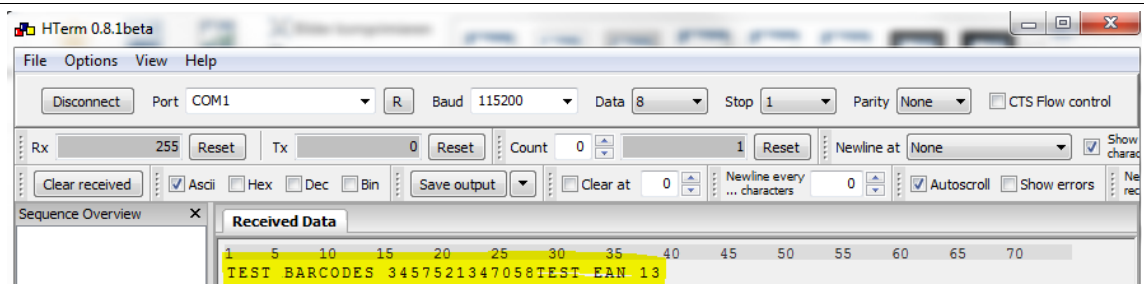 HTerm 0.8.1beta
File Options View Help
Disconnect Port COM1 R Baud 115200 Data 8 Stop 1 Parity None CTS Flow control
Rx 255 Reset Tx 0 Reset Count 0 1 Reset Newline at None Show
charac
Clear received Ascii Hex Dec Bin Save output Clear at 0 Newline every
... characters 0 Autoscroll Show errors Ne
rec
Sequence Overview X Received Data
1 5 10 15 20 25 30 35 40 45 50 55 60 65 70
TEST BARCODES 3457521347058TEST EAN 13